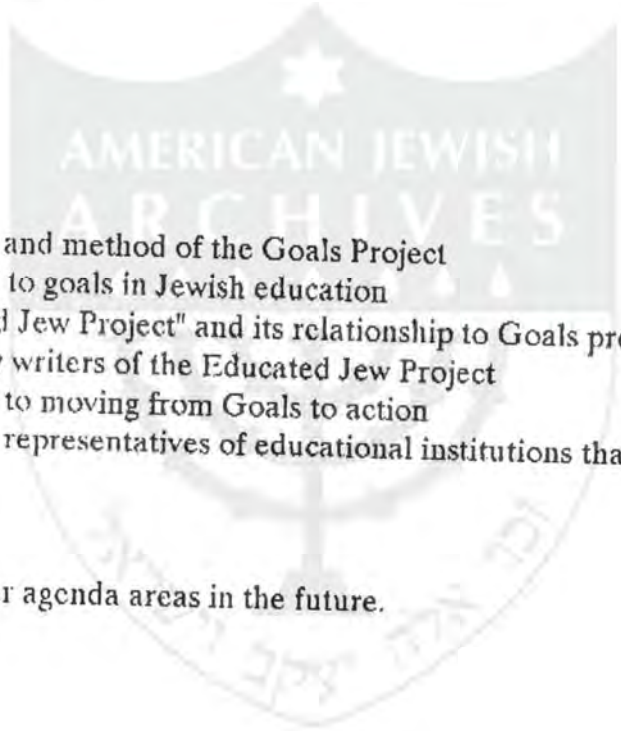 AMERICAN JEWISH
ARCHIVES
and method of the Goals Project
to goals in Jewish education
Jew Project" and its relationship to Goals
writers of the Educated Jew Project
to moving from Goals to action
representatives of educational institutions
agenda areas in the future.